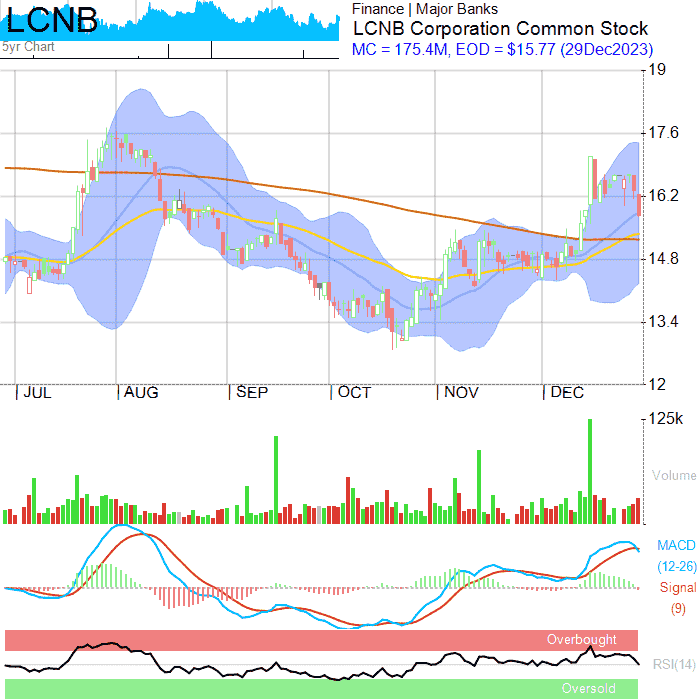 LCNB
5yr Chart
Finance | Major Banks
LCNB Corporation Common Stock
MC = 175.4M, EOD = $15.77 (29Dec2023)
19
17.6
16.2
14.8
13.4
12
JUL AUG SEP OCT NOV DEC
125k
Volume
MACD
(12-26)
Signal
(9)
Overbought
RSI(14)
Oversold